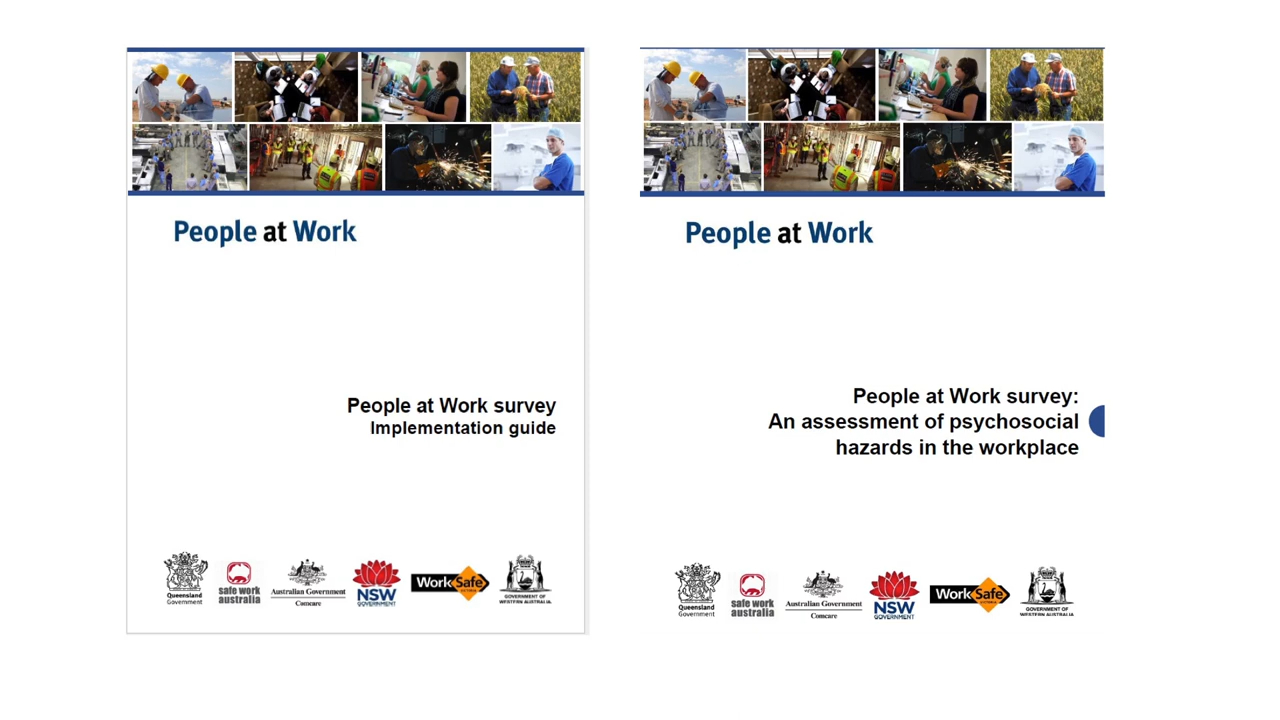 People at Work
People at Work survey
Implementation guide
Queensland
Government
safe work
australia
Australian Government
Comcare
NSW
GOVERNMENT
WorkSafe
GOVERNMENT OF
WESTERN AUSTRALIA
People at Work
People at Work survey:
An assessment of psychosocial
hazards in the workplace
Queensland
Government
safe work
australia
Australian Government
Comcare
NSW
GOVERNMENT
WorkSafe
GOVERNMENT OF
WESTERN AUSTRALIA